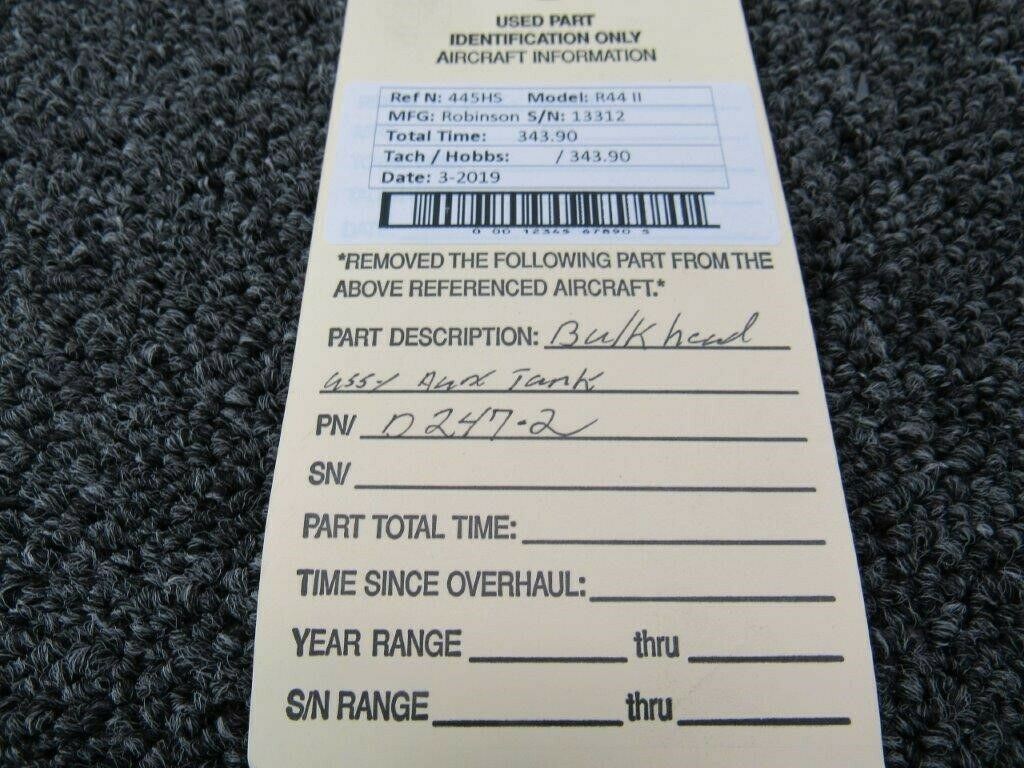 USED PART
IDENTIFICATION ONLY
AIRCRAFT INFORMATION
Ref N: 445HS Model: R44 II
MFG: Robinson S/N: 13312
Total Time: 343.90
Tach / Hobbs: / 343.90
Date: 3-2019
0 00 12345 67890 5
*REMOVED THE FOLLOWING PART FROM THE
ABOVE REFERENCED AIRCRAFT.*
PART DESCRIPTION: Bulkhead
assy Aux Tank
PN/ D247-2
SN/
PART TOTAL TIME:
TIME SINCE OVERHAUL:
YEAR RANGE thru
S/N RANGE thru